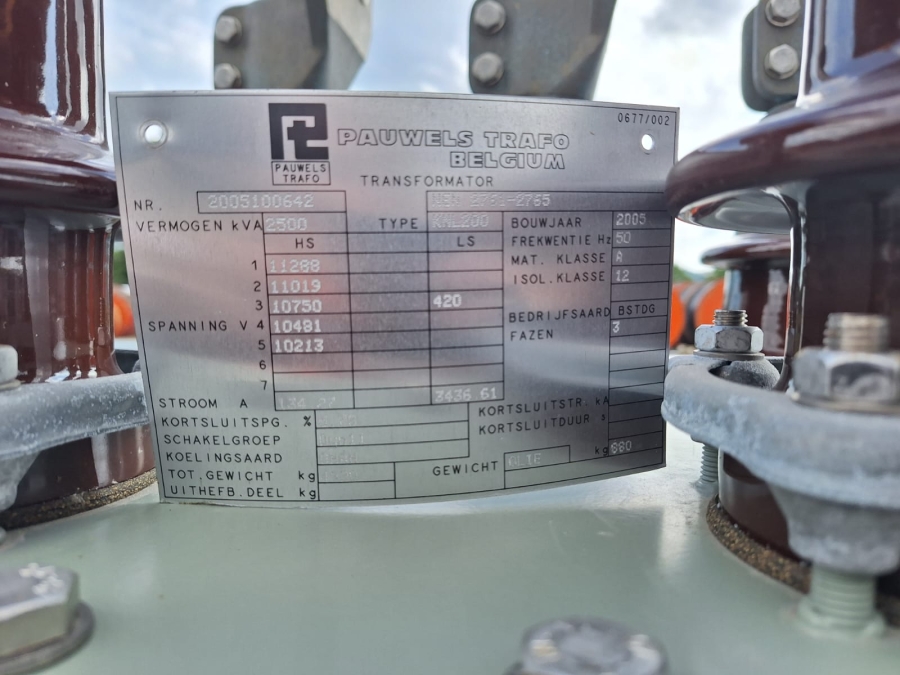 0677/002
PAUWELS TRAFO
BELGIUM
PAUWELS
TRAFO
TRANSFORMATOR
NR. 2005100642
VERMOGEN kVA 2500 TYPE BOUWJAAR 2005
HS LS FREKWENTIE Hz 50
1 11288 MAT. KLASSE A
2 11019 ISOL. KLASSE 12
3 10750 420
BEDRIJFSAARD BSTDG
SPANNING V 4 10481 FAZEN 3
5 10213
6
7
STROOM A 3436 61 KORTSLUITSTR. kA
KORTSLUITSPG. % KORTSLUITDUUR s
SCHAKELGROEP
KOELINGSAARD
TOT. GEWICHT kg GEWICHT kg 880
UITHEFB. DEEL kg